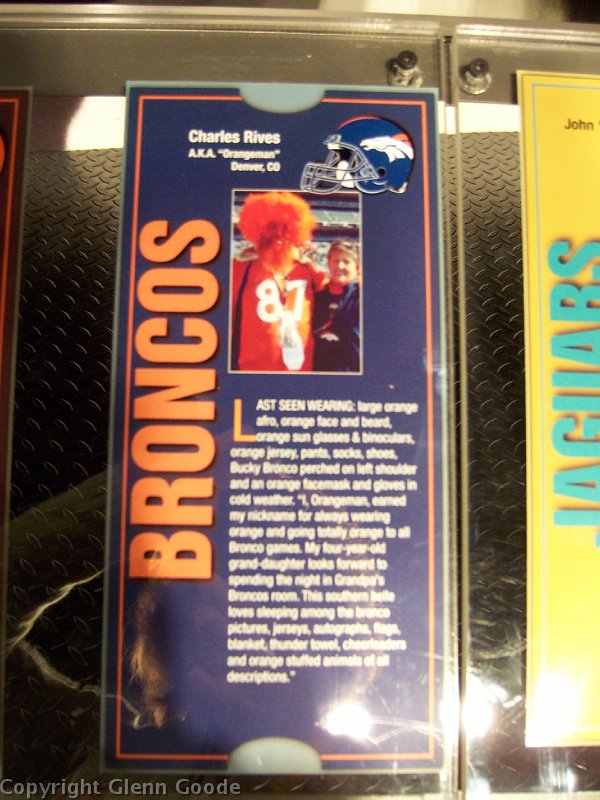 Charles Rives
A.K.A. "Orangeman"
Denver, CO
BRONCOS
87
LAST SEEN WEARING: large orange
afro, orange face and beard,
orange sun glasses & binoculars,
orange jersey, pants, socks, shoes,
Bucky Bronco perched on left shoulder
and an orange facemask and gloves in
cold weather. "I, Orangeman, earned
my nickname for always wearing
orange and going totally orange to all
Bronco games. My four-year-old
grand-daughter looks forward to
spending the night in Grandpa's
Broncos room. This southern belle
loves sleeping among the bronco
pictures, jerseys, autographs, flags,
blanket, thunder towel, cheerleaders
and orange stuffed animals of all
descriptions."
John
JAGUARS
Copyright Glenn Goode